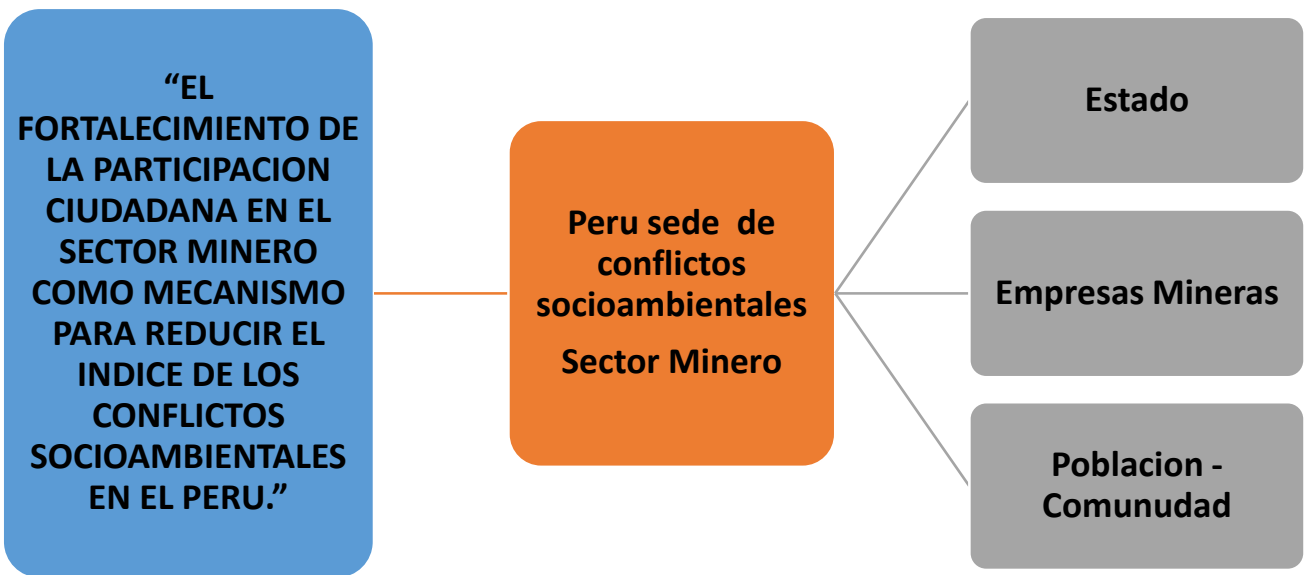 “EL
FORTALECIMIENTO DE
LA PARTICIPACION
CIUDADANA EN EL
SECTOR MINERO
COMO MECANISMO
PARA REDUCIR EL
INDICE DE LOS
CONFLICTOS
SOCIOAMBIENTALES
EN EL PERU.”
Peru sede de
conflictos
socioambientales
Sector Minero
Estado
Empresas Mineras
Poblacion -
Comunudad